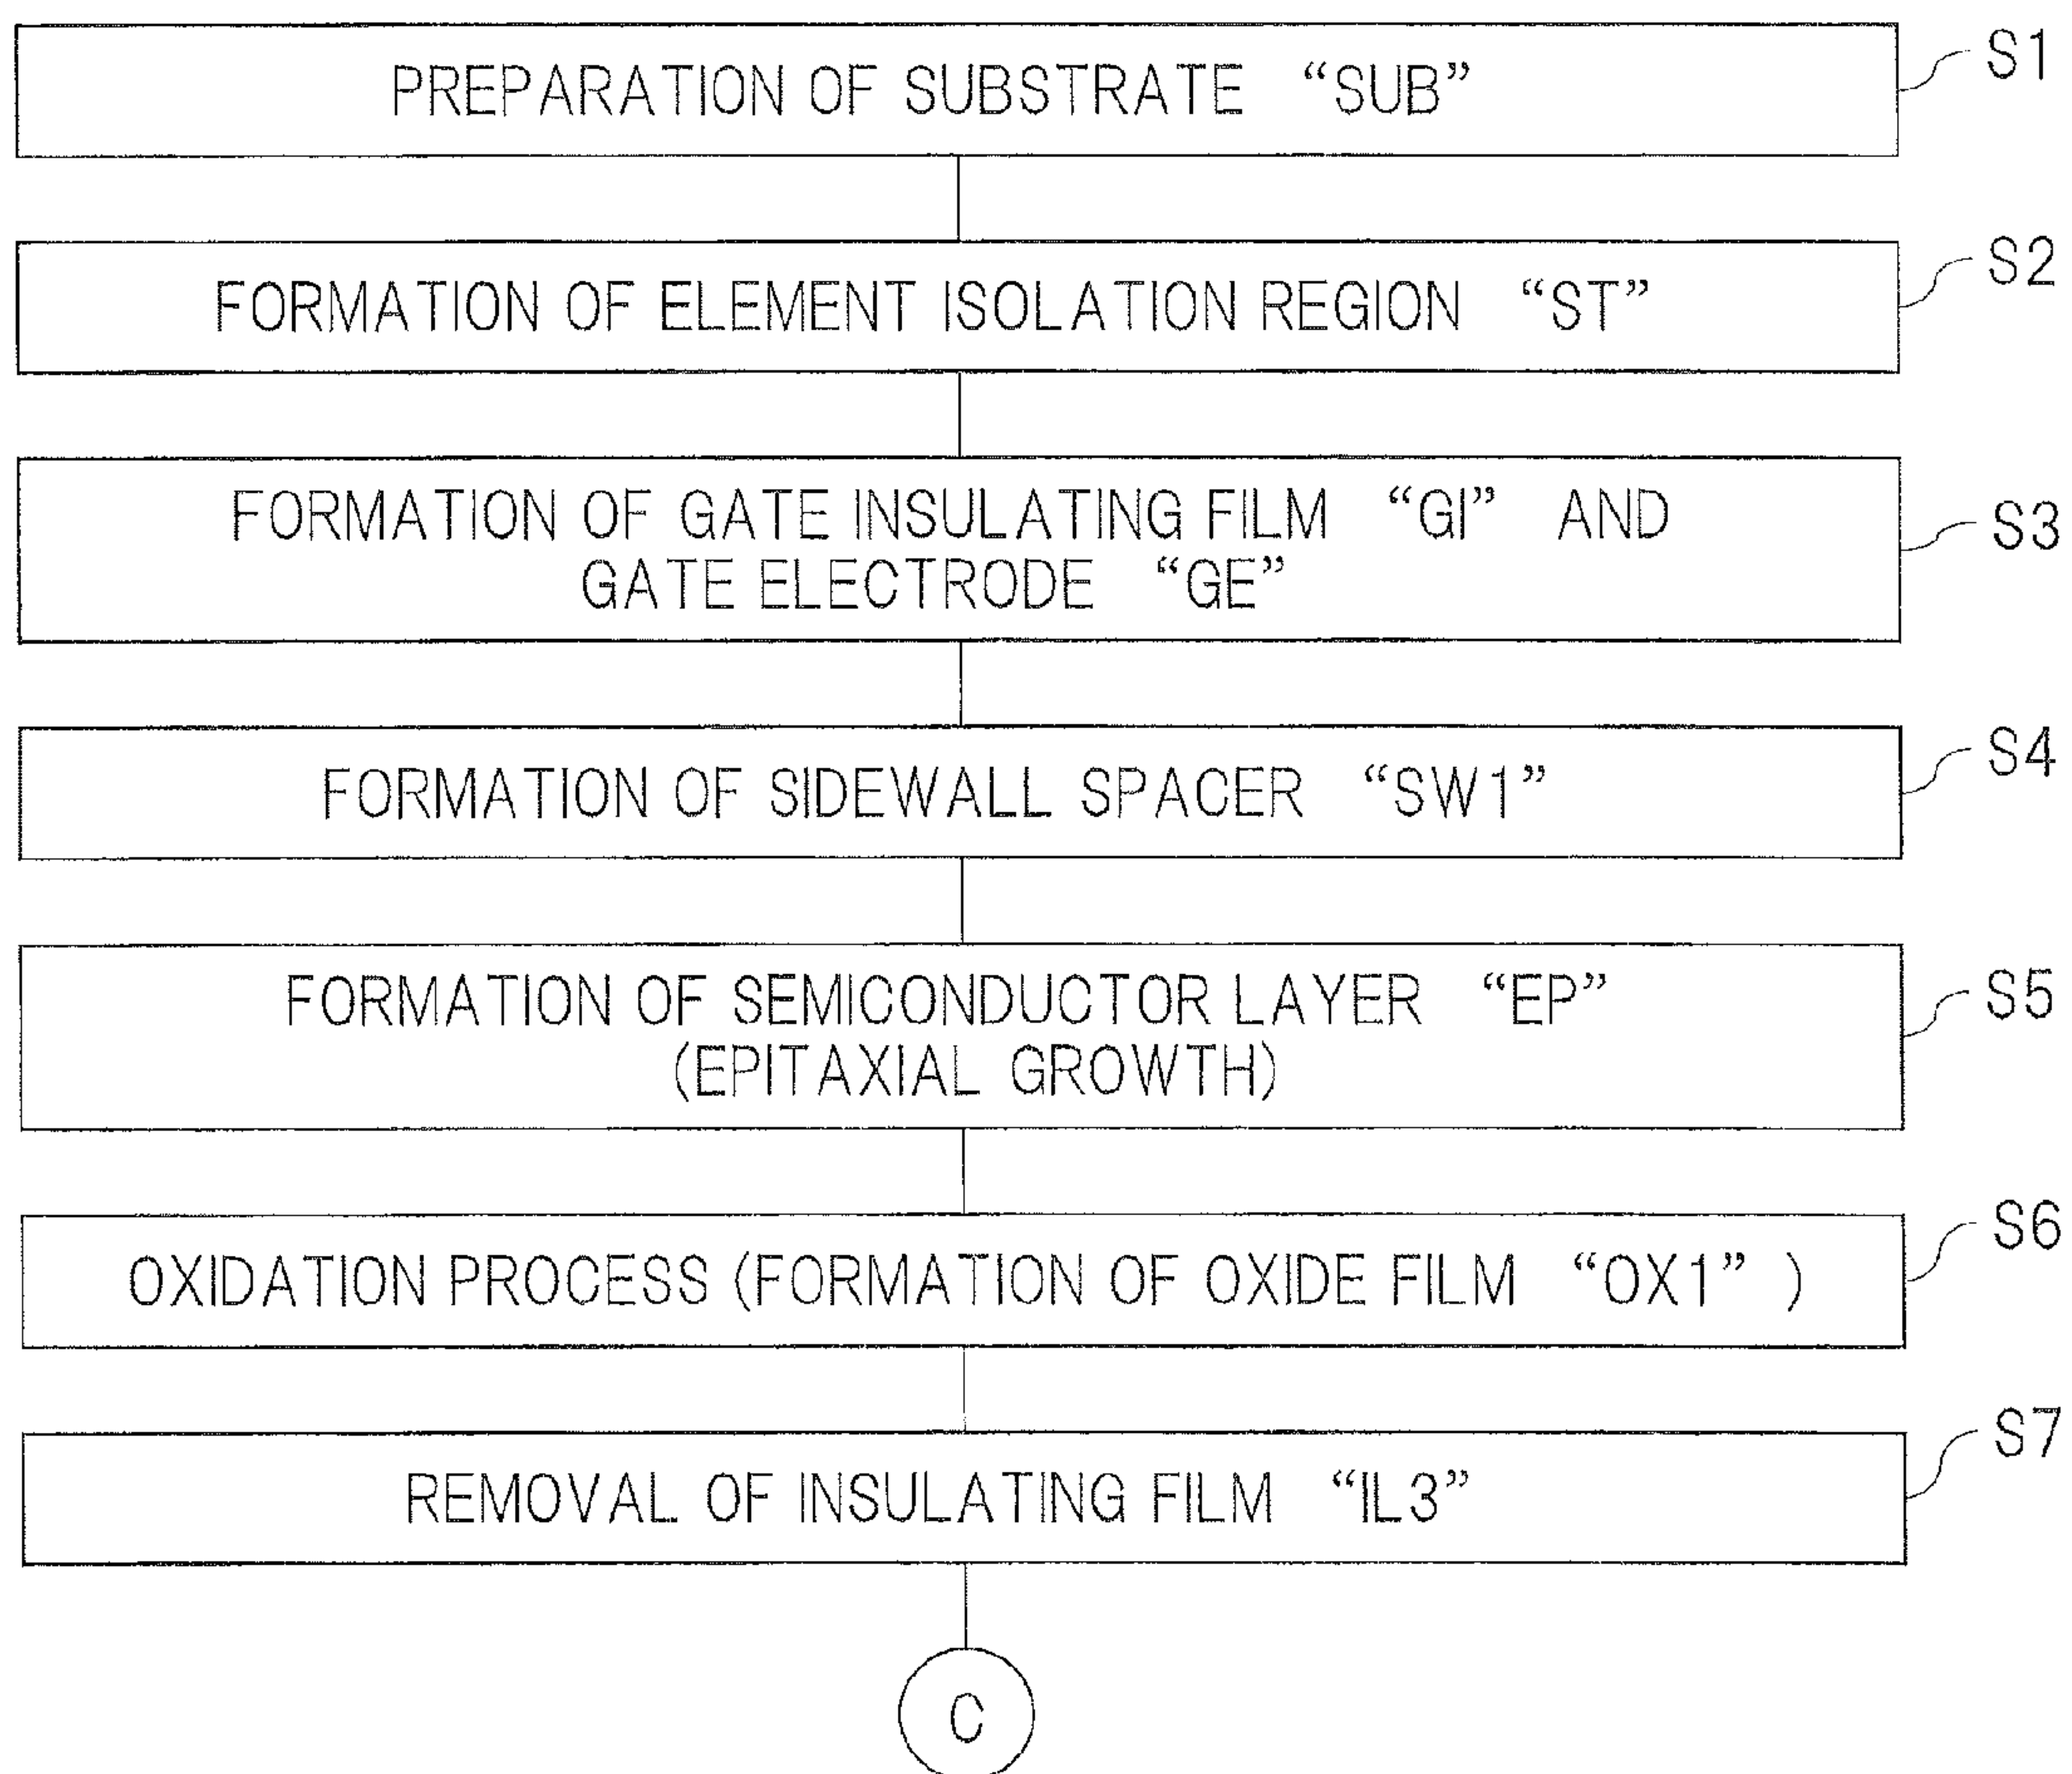 PREPARATION OF SUBSTRATE “SUB”
S1
FORMATION OF ELEMENT ISOLATION REGION “ST”
S2
FORMATION OF GATE INSULATING FILM “GI” AND
GATE ELECTRODE “GE”
S3
FORMATION OF SIDEWALL SPACER “SW1”
S4
FORMATION OF SEMICONDUCTOR LAYER “EP”
(EPITAXIAL GROWTH)
S5
OXIDATION PROCESS (FORMATION OF OXIDE FILM “OX1” )
S6
REMOVAL OF INSULATING FILM “IL3”
S7
C